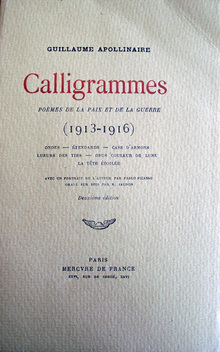 GUILLAUME APOLLINAIRE
Calligrammes
POÈMES DE LA PAIX ET DE LA GUERRE
(1913-1916)
ONDES — ÉTENDARDS — CASE D'ARMONS
LUEURS DES TIRS — OBUS COULEUR DE LUNE
LA TÊTE ÉTOILÉE
AVEC UN PORTRAIT DE L'AUTEUR PAR PABLO PICASSO
GRAVÉ SUR BOIS PAR R. JAUDON
Deuxième édition
PARIS
MERCVRE DE FRANCE